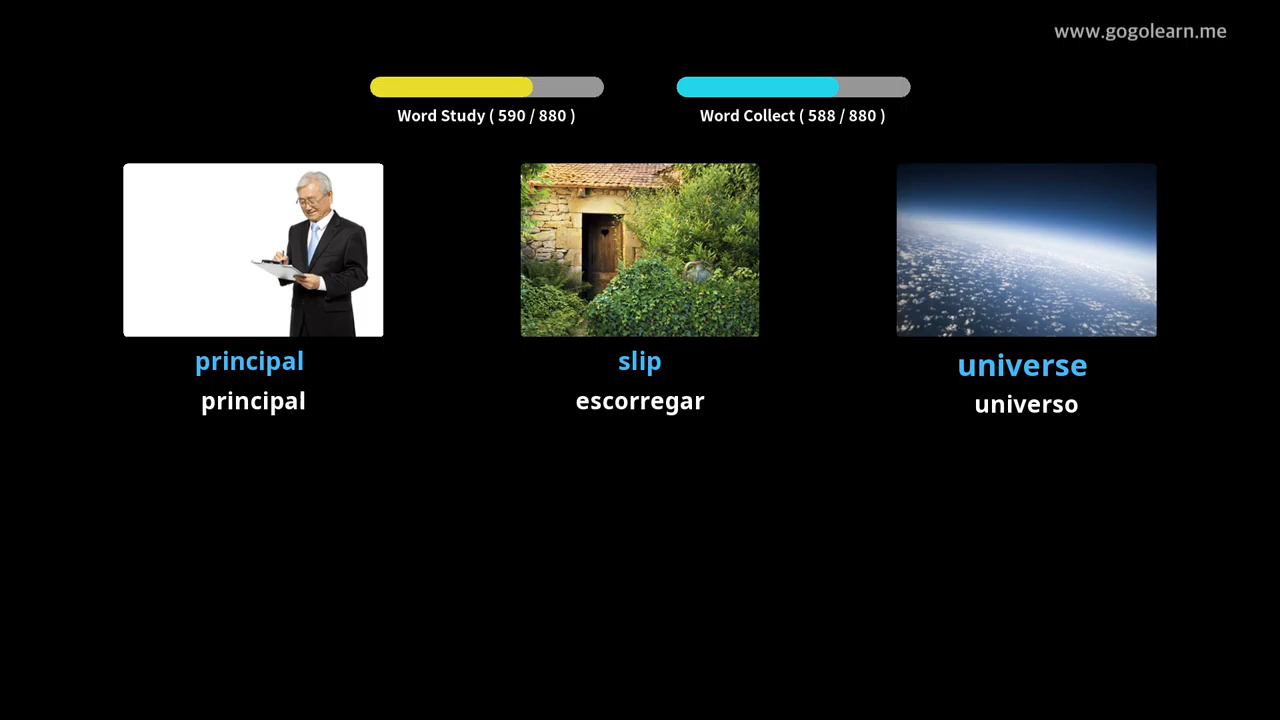 www.gogolearn.me
Word Study ( 590 / 880 )
Word Collect ( 588 / 880 )
principal
principal
slip
escorregar
universe
universo